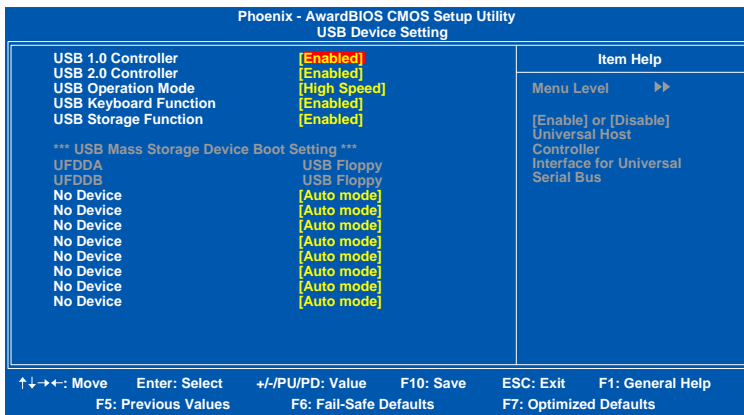 Phoenix - AwardBIOS CMOS Setup Utility
USB Device Setting
USB 1.0 Controller [Enabled]
USB 2.0 Controller [Enabled]
USB Operation Mode [High Speed]
USB Keyboard Function [Enabled]
USB Storage Function [Enabled]
*** USB Mass Storage Device Boot Setting ***
UFDDA USB Floppy
UFDDB USB Floppy
No Device [Auto mode]
No Device [Auto mode]
No Device [Auto mode]
No Device [Auto mode]
No Device [Auto mode]
No Device [Auto mode]
No Device [Auto mode]
No Device [Auto mode]
Item Help
Menu Level ▶▶
[Enable] or [Disable]
Universal Host
Controller
Interface for Universal
Serial Bus
↑↓→←: Move Enter: Select +/-/PU/PD: Value F10: Save ESC: Exit F1: General Help
F5: Previous Values F6: Fail-Safe Defaults F7: Optimized Defaults